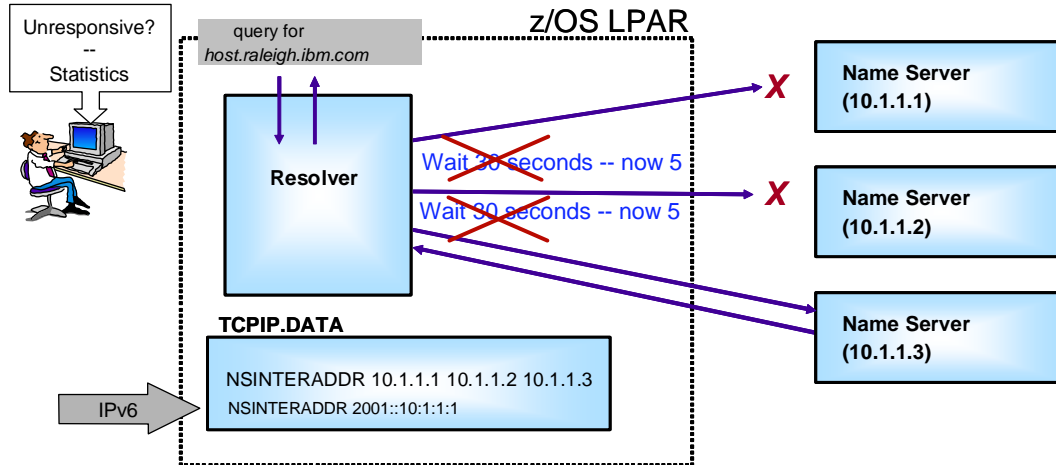 Unresponsive?
--
Statistics
z/OS LPAR
query for
host.raleigh.ibm.com
Resolver
Wait 30 seconds -- now 5
Wait 30 seconds -- now 5
X
X
Name Server
(10.1.1.1)
Name Server
(10.1.1.2)
Name Server
(10.1.1.3)
TCPIP.DATA
NSINTERADDR 10.1.1.1 10.1.1.2 10.1.1.3
NSINTERADDR 2001::10:1:1:1
IPv6